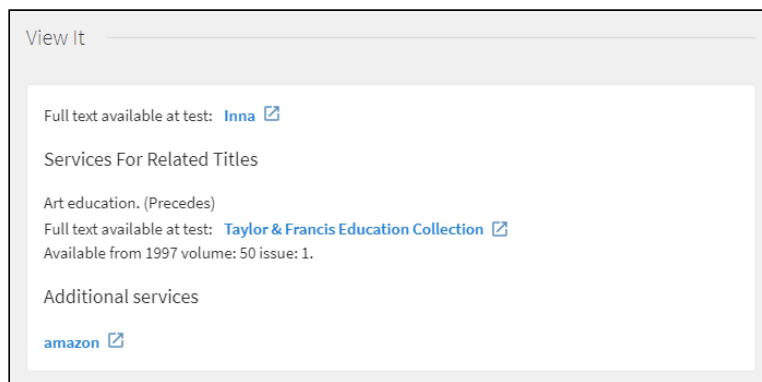 View It
Full text available at test: Inna
Services For Related Titles
Art education. (Precedes)
Full text available at test: Taylor & Francis Education Collection
Available from 1997 volume: 50 issue: 1.
Additional services
amazon